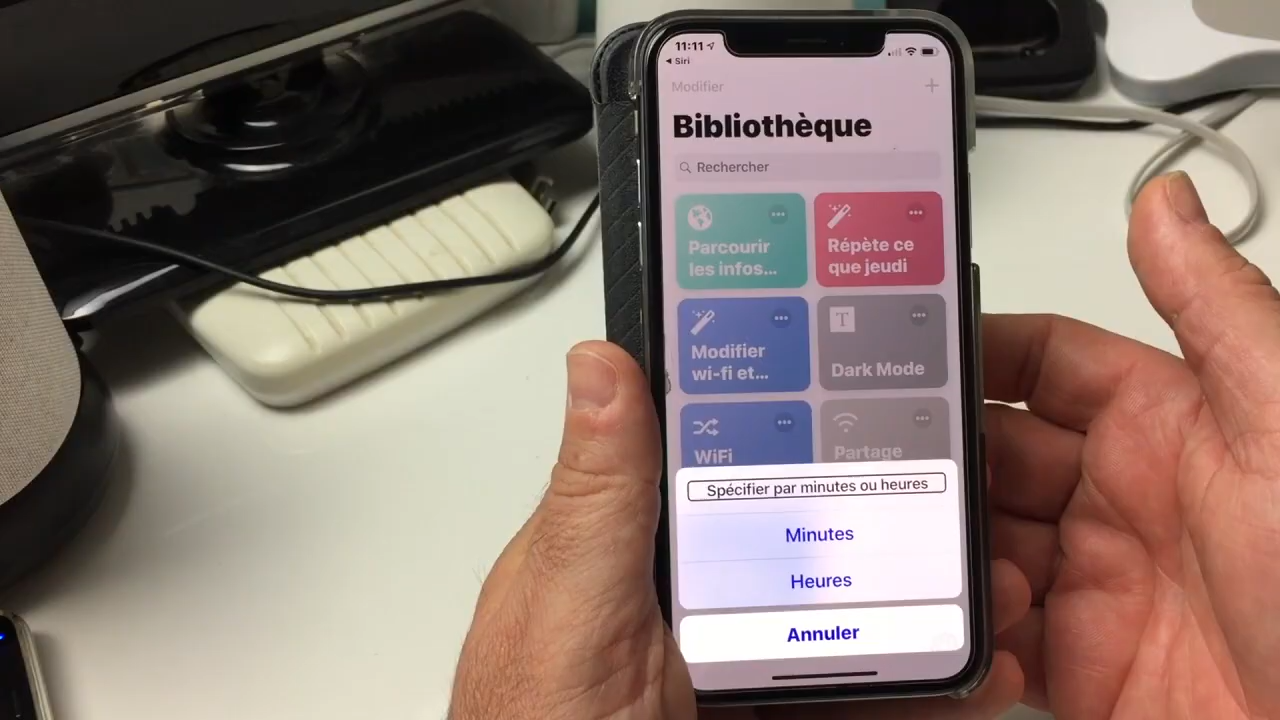 11:11
Siri
Modifier
Bibliothèque
Rechercher
Parcourir
les infos...
Répète ce
que jeudi
Modifier
wi-fi et...
Dark Mode
WiFi
Partage
Spécifier par minutes ou heures
Minutes
Heures
Annuler